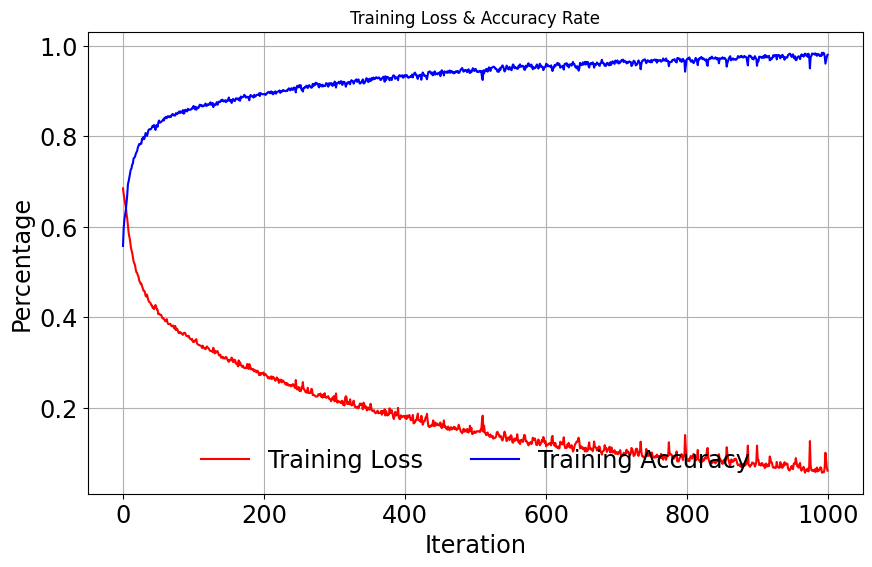 Training Loss & Accuracy Rate
1.0
0.8
0.6
0.4
0.2
Percentage
Training Loss
Training Accuracy
0 200 400 600 800 1000
Iteration